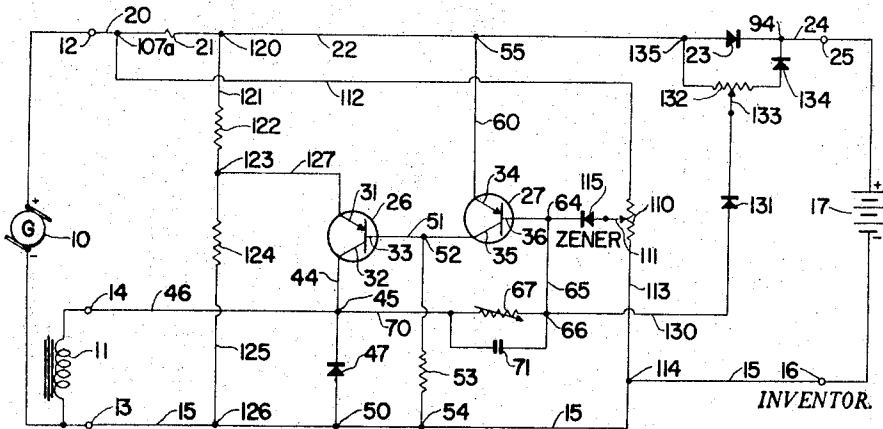 20 94 24
12 107a 21 120 22 55 135 23 25
121 112 132 134
60 133
122
123 127 34 27 115 131
31 26 64 110 17
+ 51 36 +
G 10 33 52 35 ZENER 111
- 124 32 -
44 65 113
14 46 45 67 66 130
70
11 125 47 53 71 114 15 16
13 15 126 50 54 15 INVENTOR.